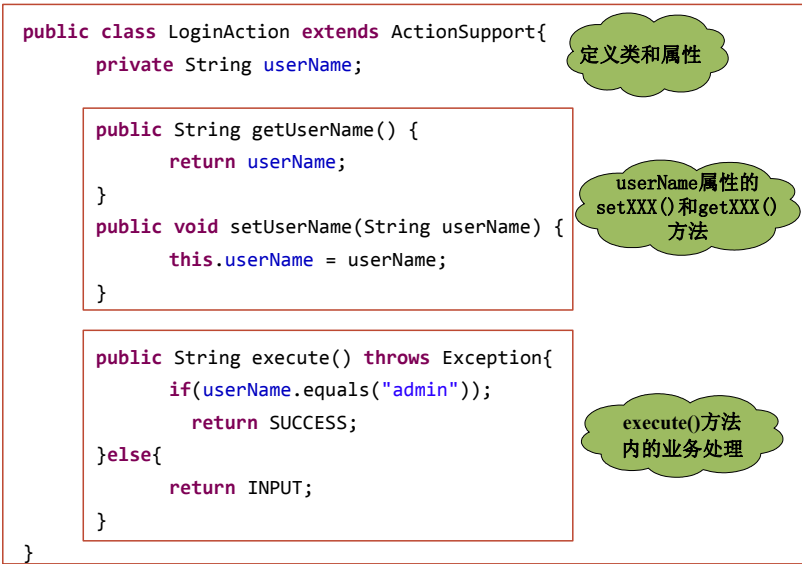 public class LoginAction extends ActionSupport{
private String userName;
定义类和属性
public String getUserName() {
return userName;
}
public void setUserName(String userName) {
this.userName = userName;
}
userName属性的
setXXX()和getXXX()
方法
public String execute() throws Exception{
if(userName.equals("admin"));
return SUCCESS;
}else{
return INPUT;
}
execute()方法
内的业务处理
}